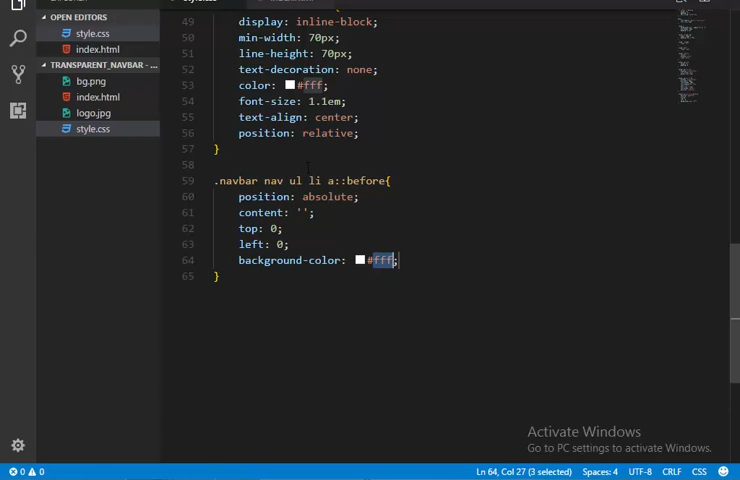 OPEN EDITORS
style.css
index.html
TRANSPARENT_NAVBAR - ...
bg.png
index.html
logo.jpg
style.css
49 display: inline-block;
50 min-width: 70px;
51 line-height: 70px;
52 text-decoration: none;
53 color: #fff;
54 font-size: 1.1em;
55 text-align: center;
56 position: relative;
57 }
58
59 .navbar nav ul li a::before{
60 position: absolute;
61 content: '';
62 top: 0;
63 left: 0;
64 background-color: #fff;
65 }
Activate Windows
Go to PC settings to activate Windows.
0 0
Ln 64, Col 27 (3 selected) Spaces: 4 UTF-8 CRLF CSS